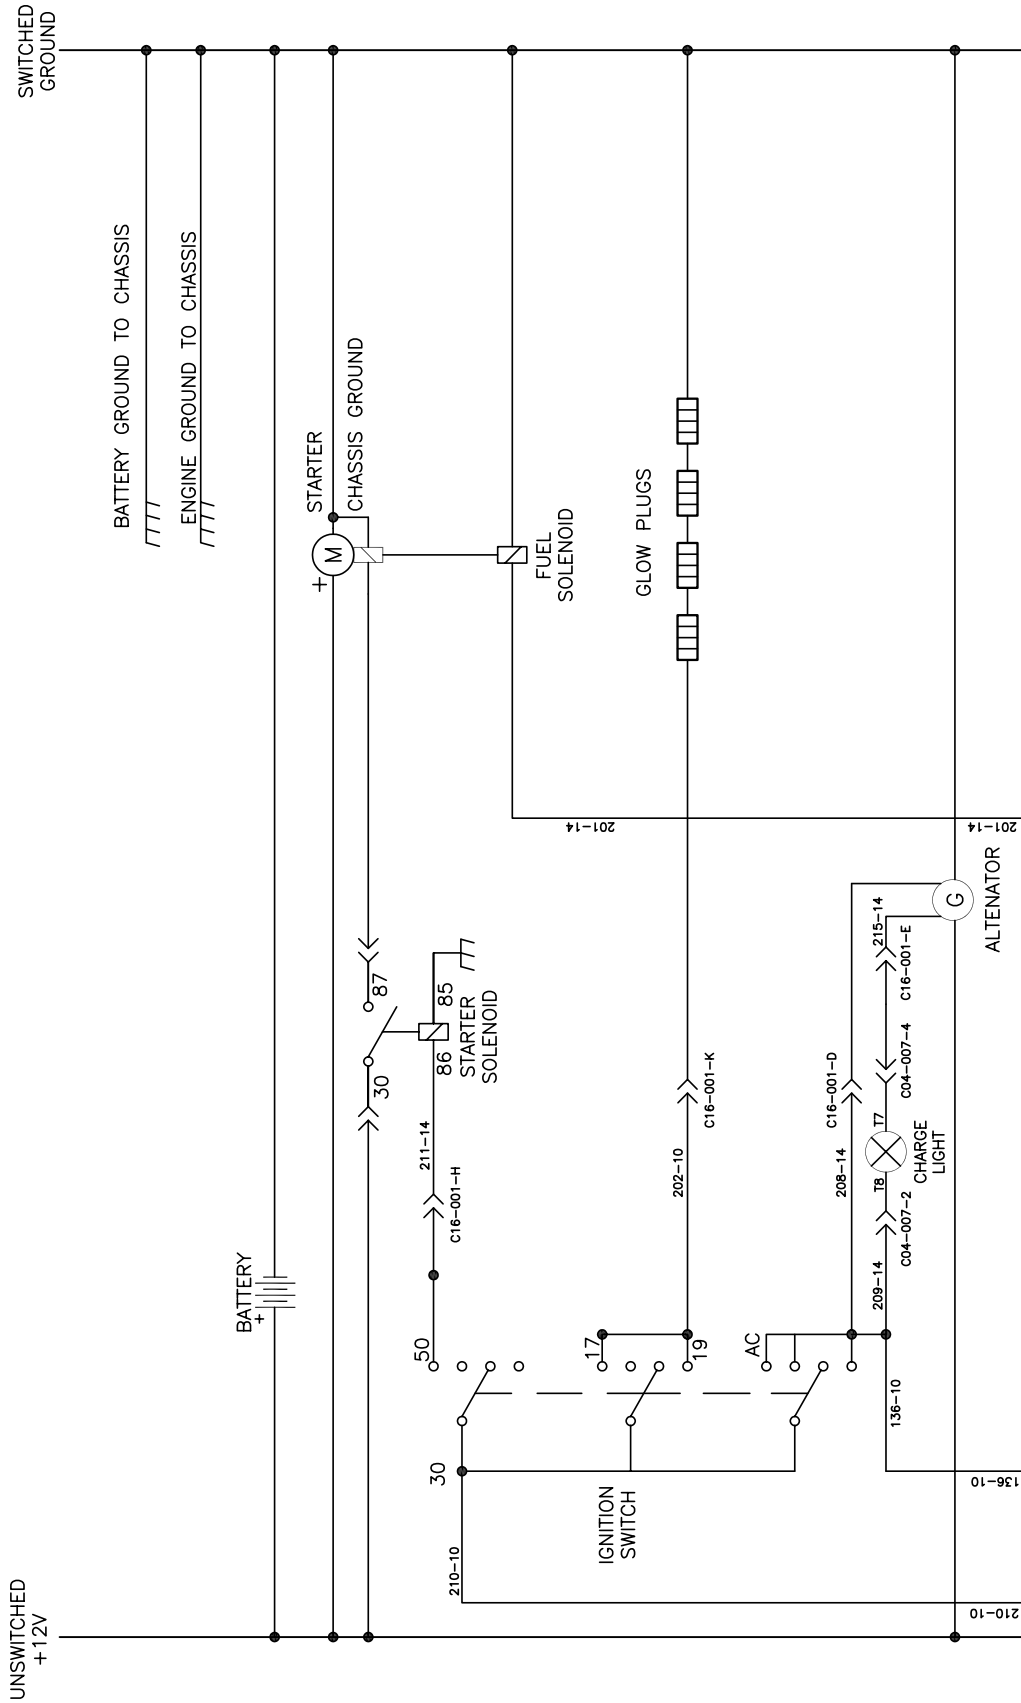 SWITCHED
GROUND
BATTERY GROUND TO CHASSIS
ENGINE GROUND TO CHASSIS
STARTER
CHASSIS GROUND
M
+
FUEL
SOLENOID
GLOW PLUGS
201-14
201-14
ALTENATOR
G
215-14
C16-001-E
87
30
85
86
STARTER
SOLENOID
211-14
C16-001-H
C16-001-K
202-10
C16-001-D
208-14
C04-007-4
T7
CHARGE
LIGHT
T8
C04-007-2
209-14
BATTERY
+
50
17
19
AC
136-10
136-10
30
IGNITION
SWITCH
210-10
210-10
UNSWITCHED
+12V